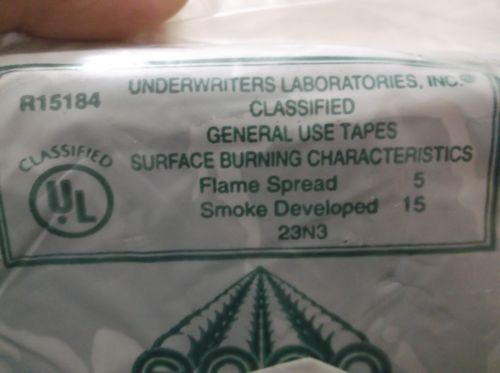 R15184
UNDERWRITERS LABORATORIES, INC.®
CLASSIFIED
GENERAL USE TAPES
SURFACE BURNING CHARACTERISTICS
Flame Spread 5
Smoke Developed 15
23N3
CLASSIFIED
UL